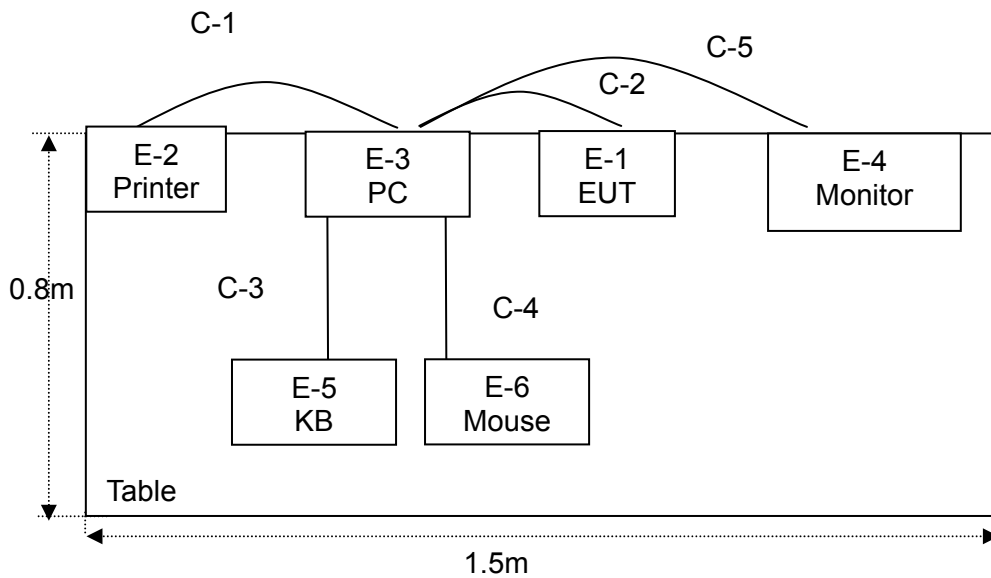 C-1
C-5
C-2
E-2
Printer
E-3
PC
E-1
EUT
E-4
Monitor
0.8m
C-3
C-4
E-5
KB
E-6
Mouse
Table
1.5m